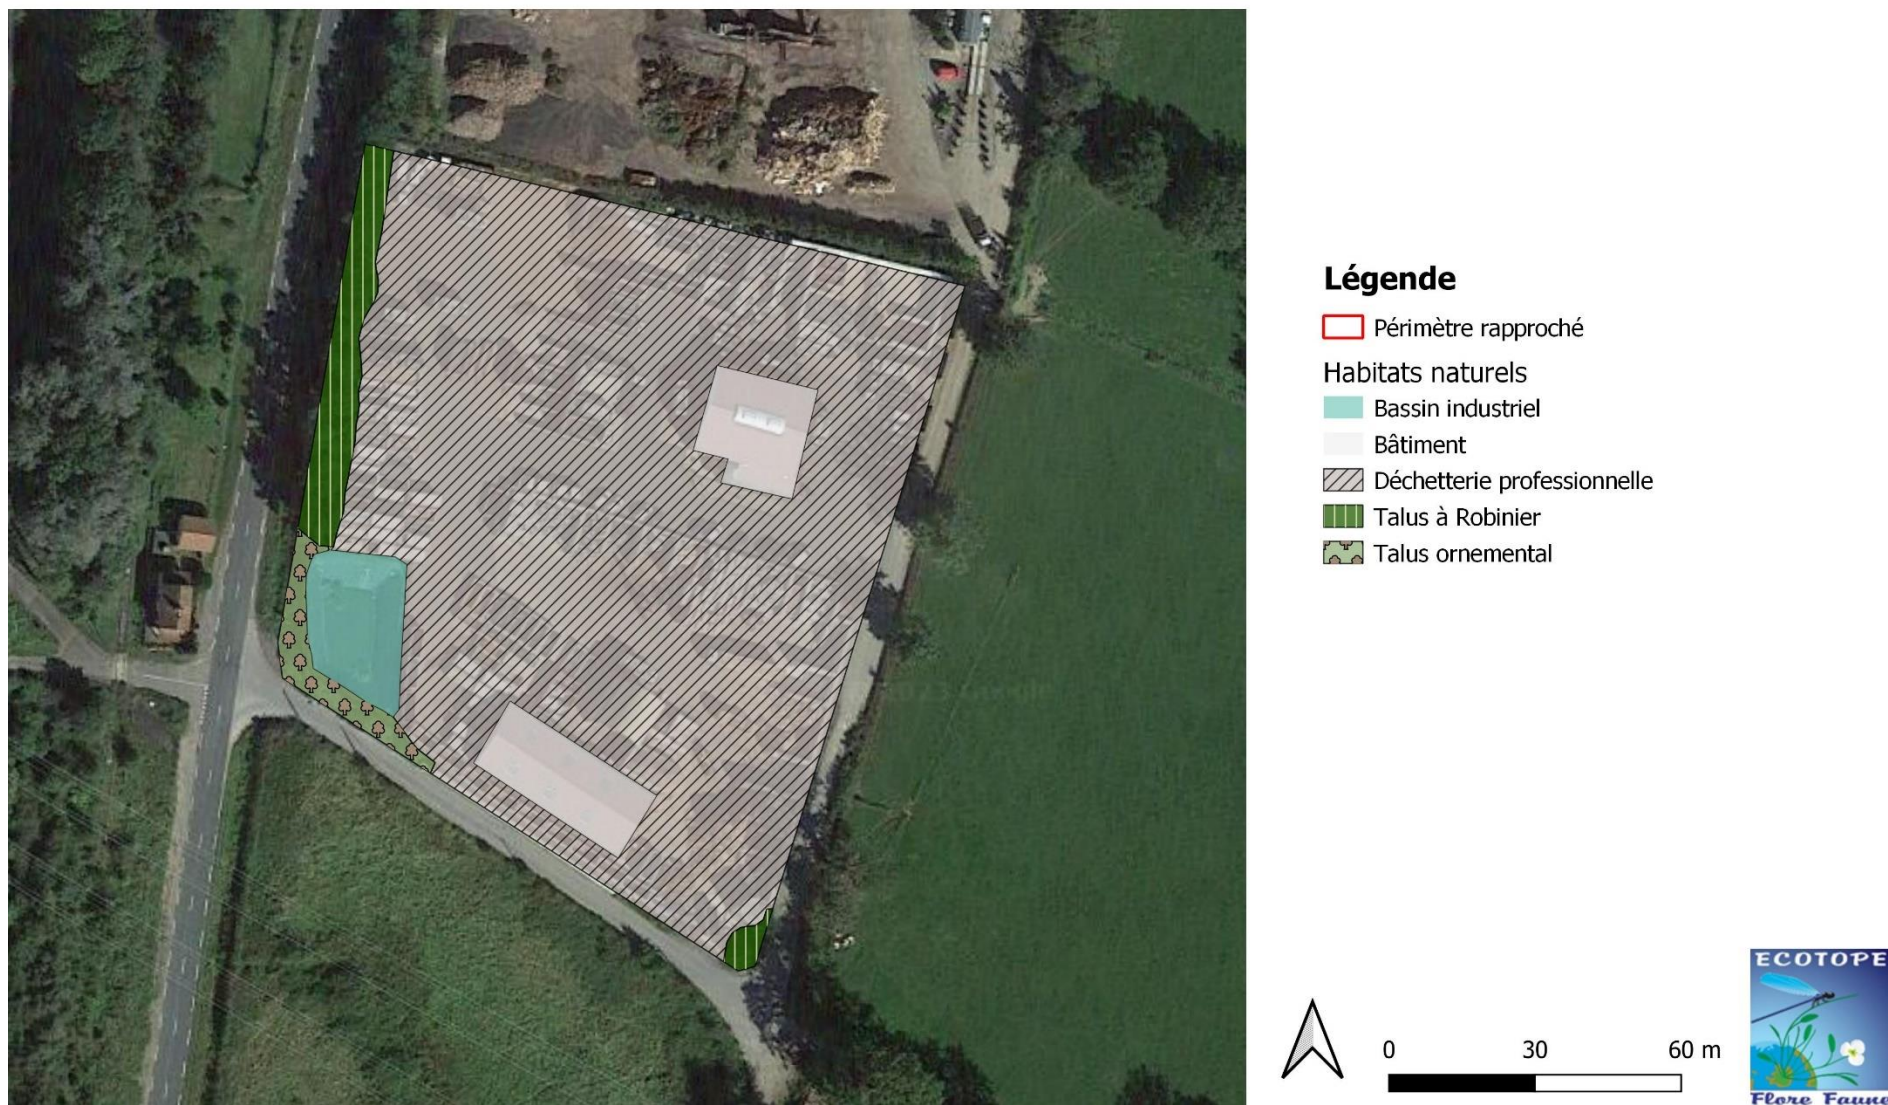 Légende
Périmètre rapproché
Habitats naturels
Bassin industriel
Bâtiment
Déchetterie professionnelle
Talus à Robinier
Talus ornemental
0 30 60 m
ECOTOPE
Flore Faune